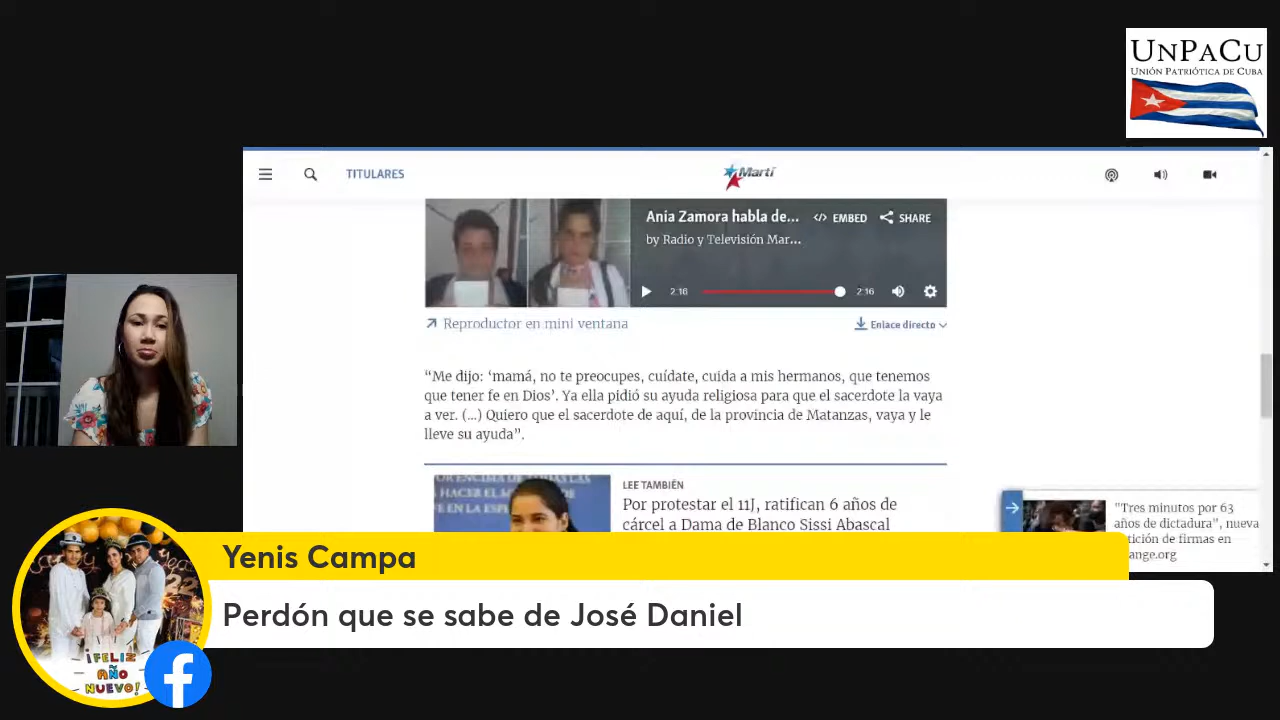 UNPACU
UNIÓN PATRIÓTICA DE CUBA
TITULARES
Martí
Ania Zamora habla de...
EMBED
SHARE
by Radio y Televisión Mar...
2:16
2:16
Reproductor en mini ventana
Enlace directo
“Me dijo: ‘mamá, no te preocupes, cuídate, cuida a mis hermanos, que tenemos
que tener fe en Dios’. Ya ella pidió su ayuda religiosa para que el sacerdote la vaya
a ver. (...) Quiero que el sacerdote de aquí, de la provincia de Matanzas, vaya y le
lleve su ayuda”.
LEE TAMBIÉN
Por protestar el 11J, ratifican 6 años de
cárcel a Dama de Blanco Sissi Abascal
"Tres minutos por 63
años de dictadura", nueva
tición de firmas en
ange.org
Yenis Campa
Perdón que se sabe de José Daniel
¡FELIZ
AÑO
NUEVO!